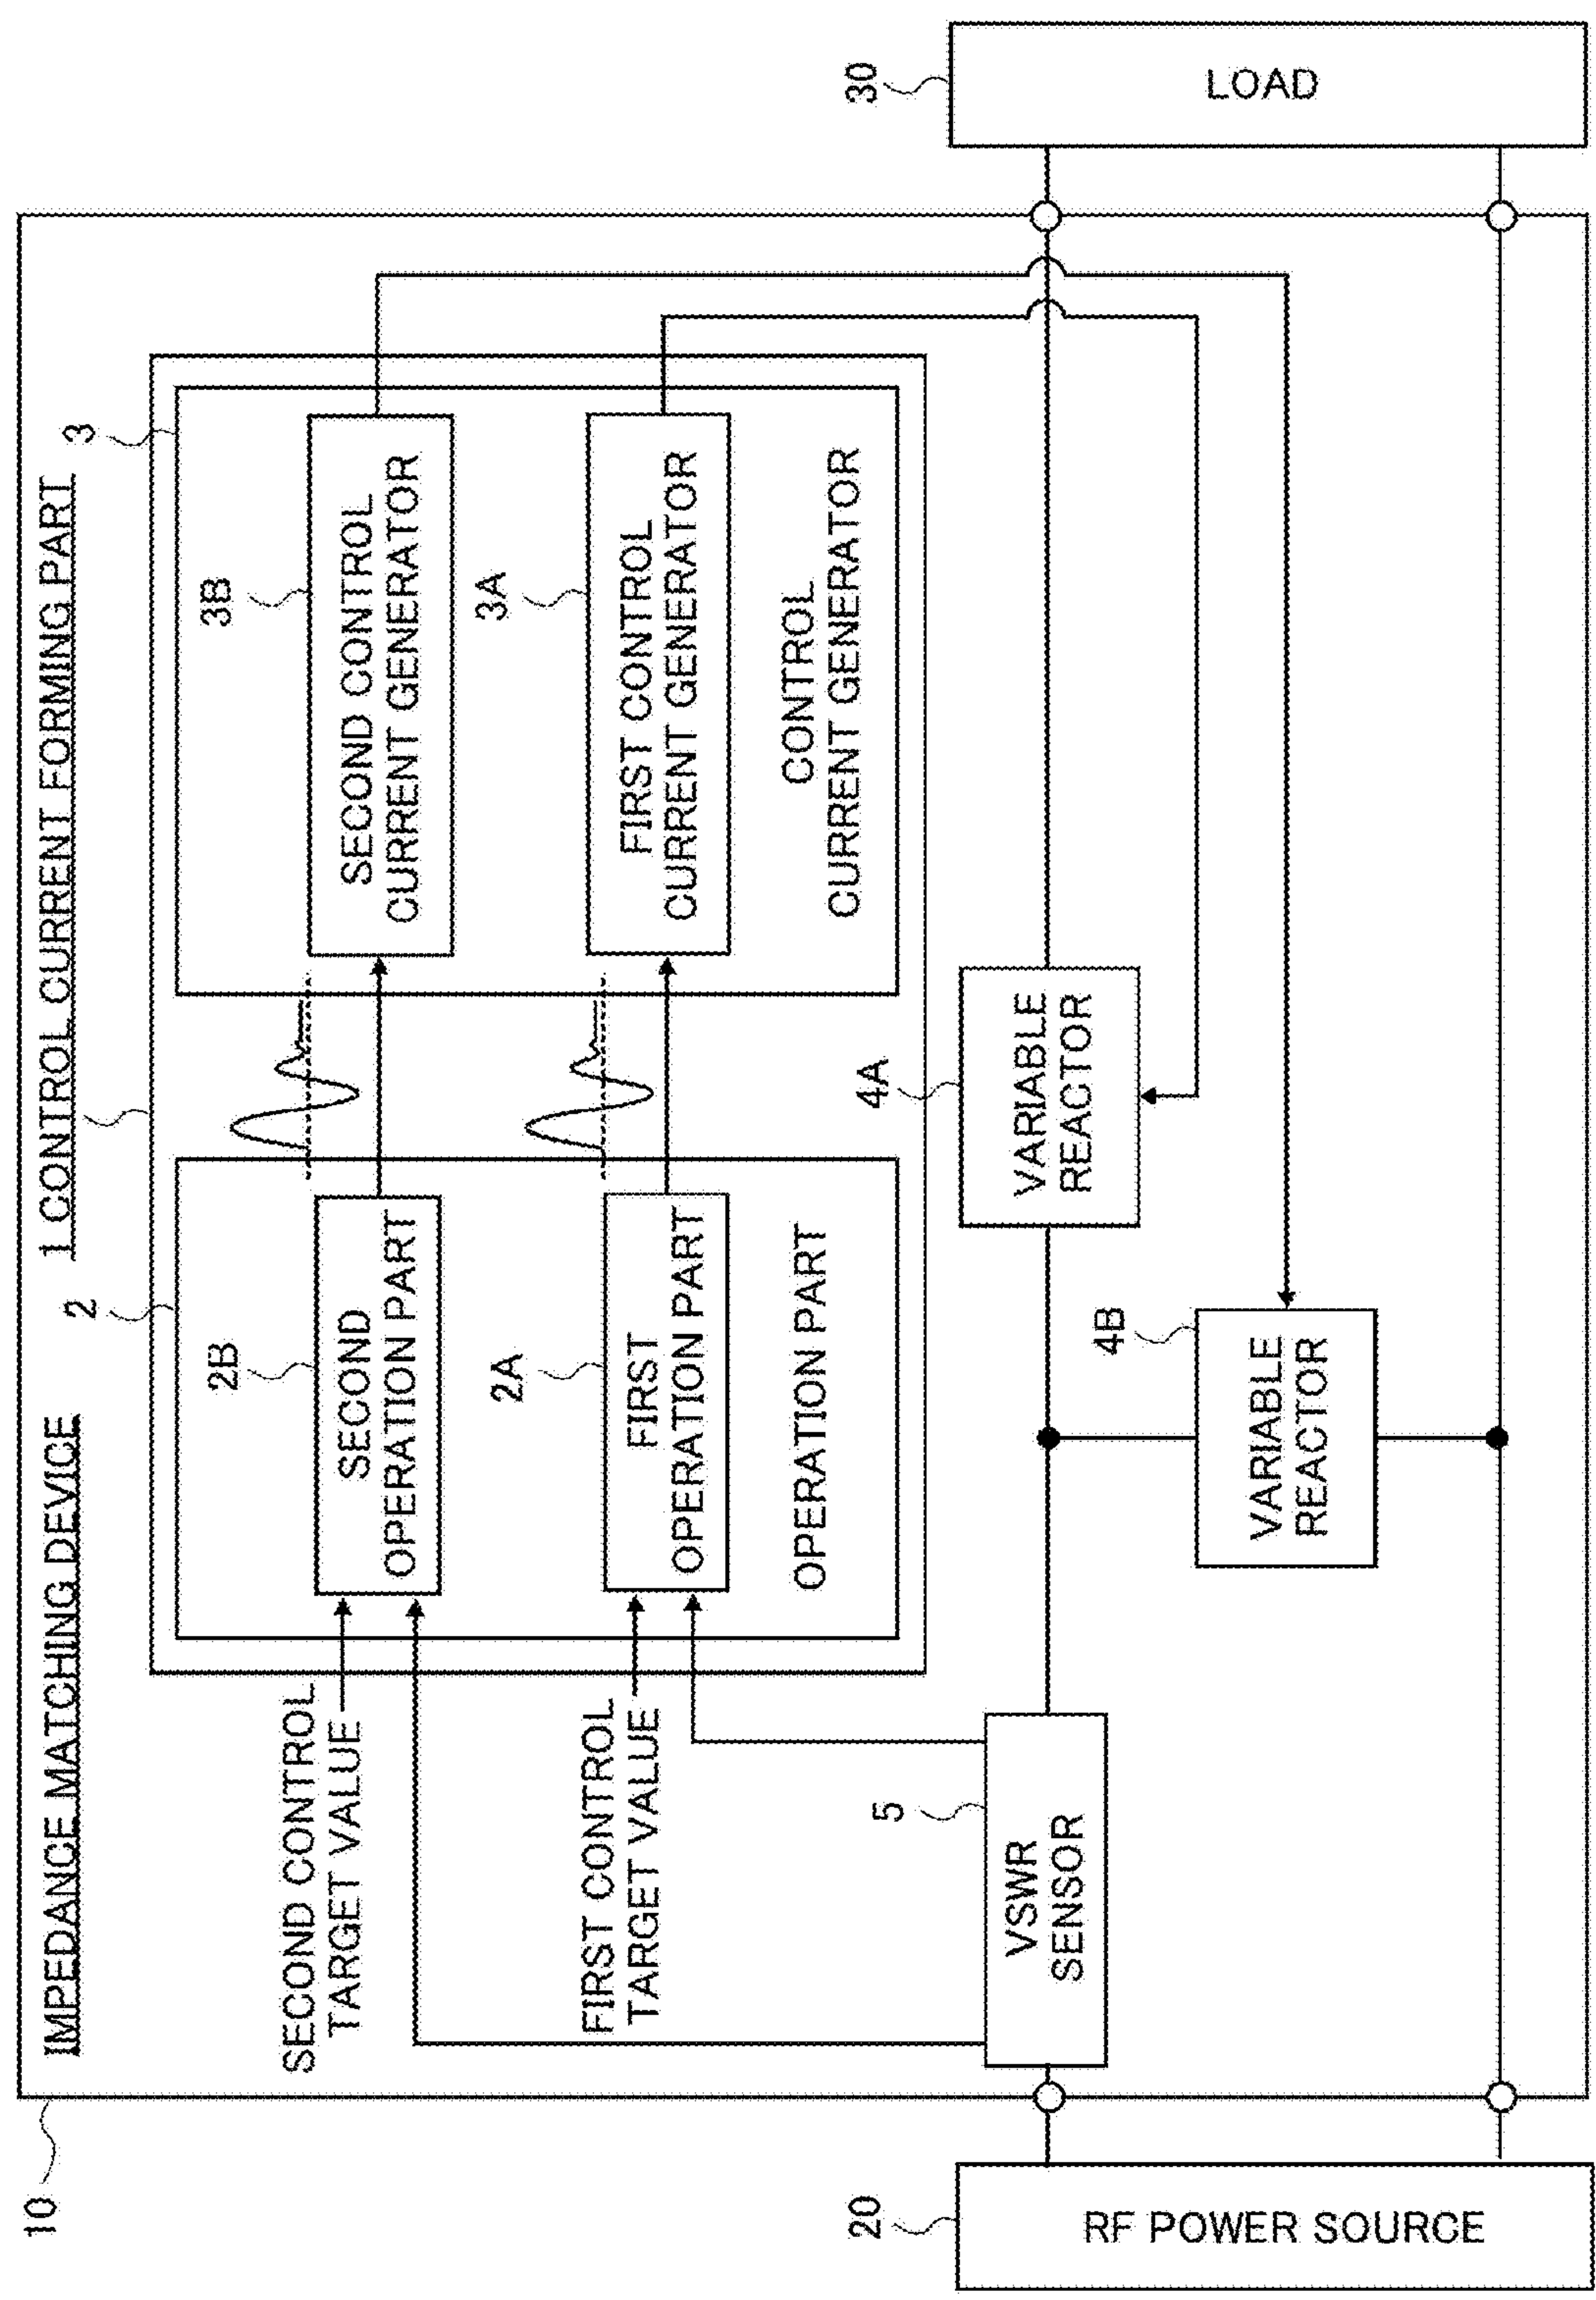 10
IMPEDANCE MATCHING DEVICE
1 CONTROL CURRENT FORMING PART
2
3
SECOND CONTROL
TARGET VALUE
2B
SECOND
OPERATION PART
3B
SECOND CONTROL
CURRENT GENERATOR
FIRST CONTROL
TARGET VALUE
2A
FIRST
OPERATION PART
3A
FIRST CONTROL
CURRENT GENERATOR
OPERATION PART
CONTROL
CURRENT GENERATOR
20
RF POWER SOURCE
5
VSWR
SENSOR
4A
VARIABLE
REACTOR
4B
VARIABLE
REACTOR
30
LOAD